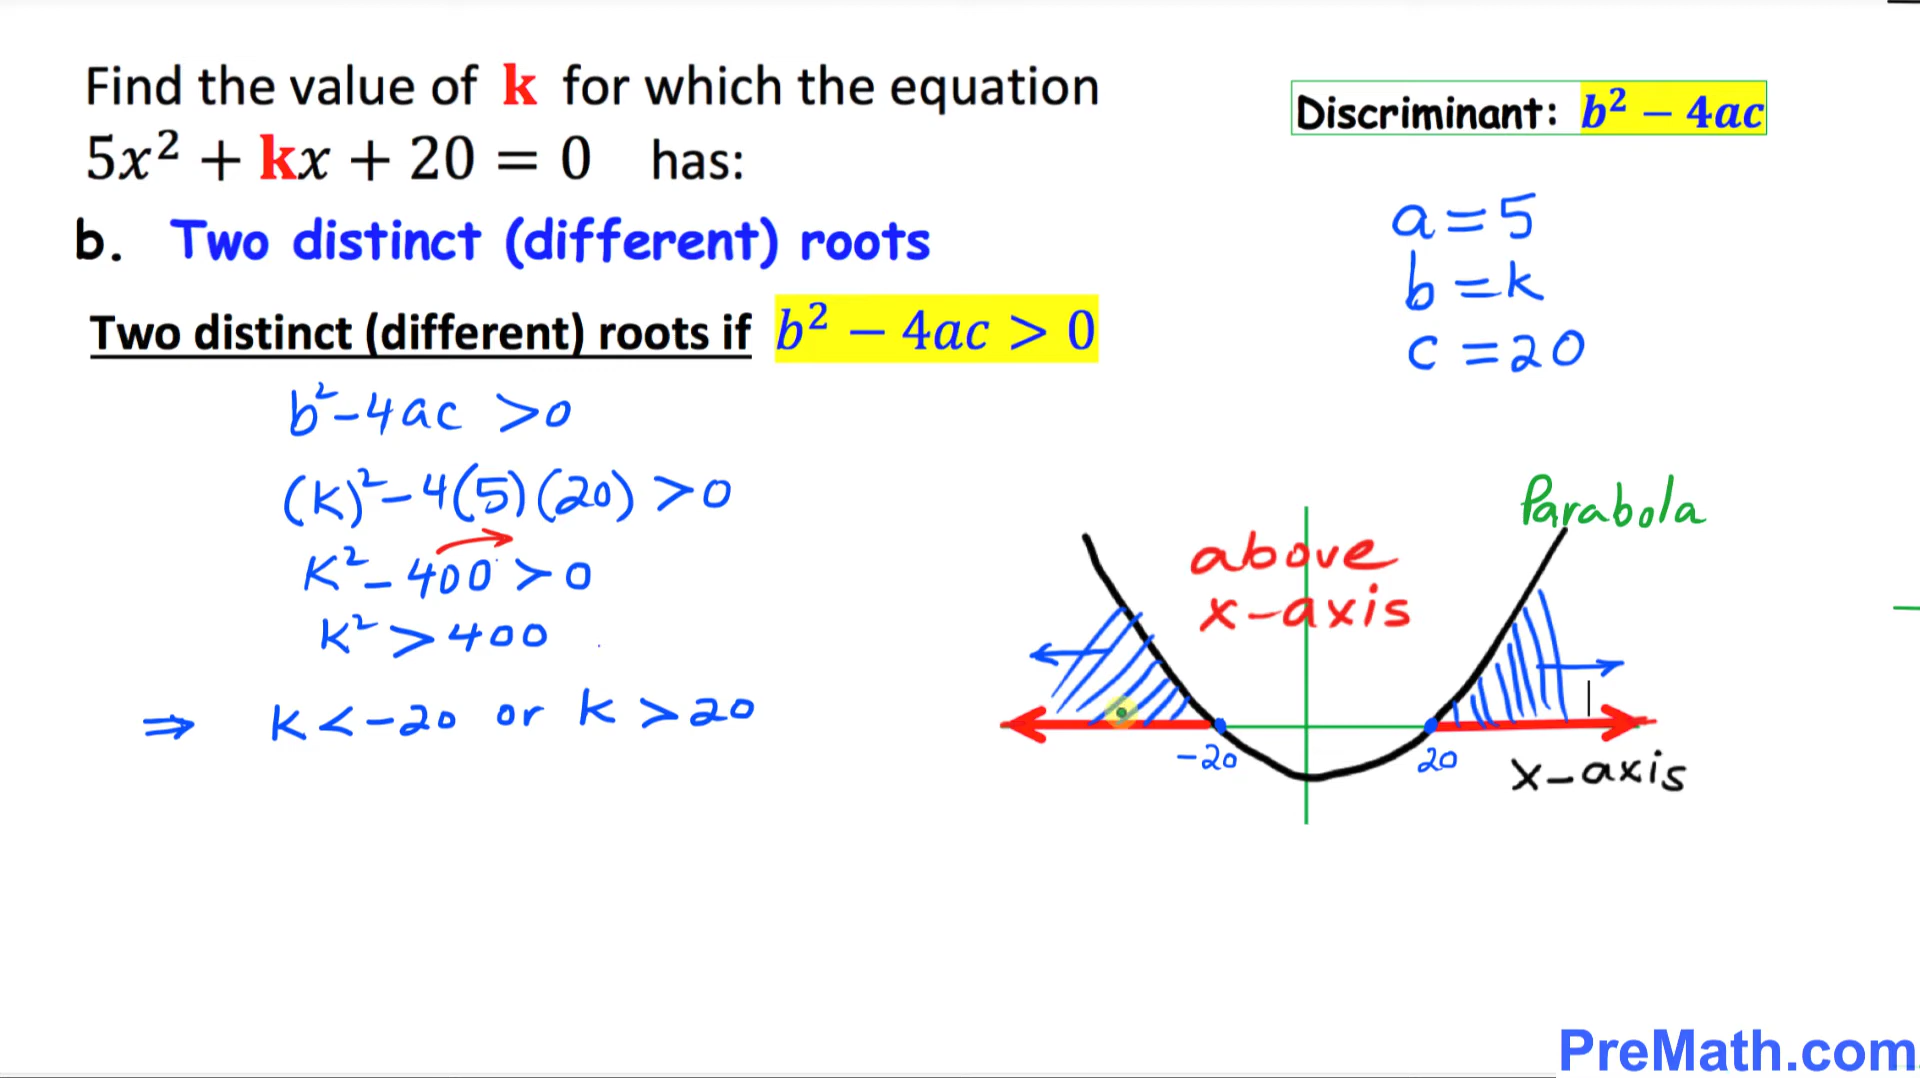 Find the value of k for which the equation
5x² + kx + 20 = 0 has:
b. Two distinct (different) roots
Two distinct (different) roots if b² − 4ac > 0
b² − 4ac > 0
(k)² − 4(5)(20) > 0
k² − 400 > 0
k² > 400
⇒ k < −20 or k > 20
Discriminant: b² − 4ac
a = 5
b = k
c = 20
Parabola
above
x-axis
−20
20
x-axis
PreMath.com